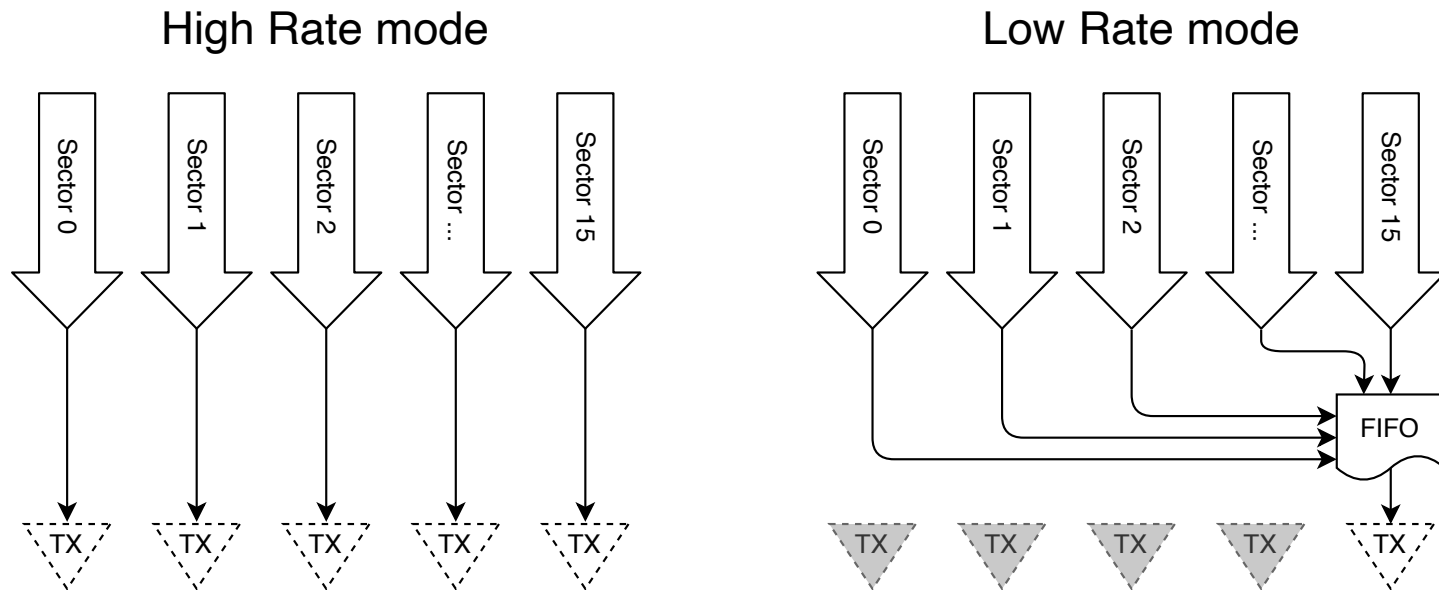 High Rate mode
Sector 0
Sector 1
Sector 2
Sector ...
Sector 15
TX
TX
TX
TX
TX
Low Rate mode
Sector 0
Sector 1
Sector 2
Sector ...
Sector 15
FIFO
TX
TX
TX
TX
TX